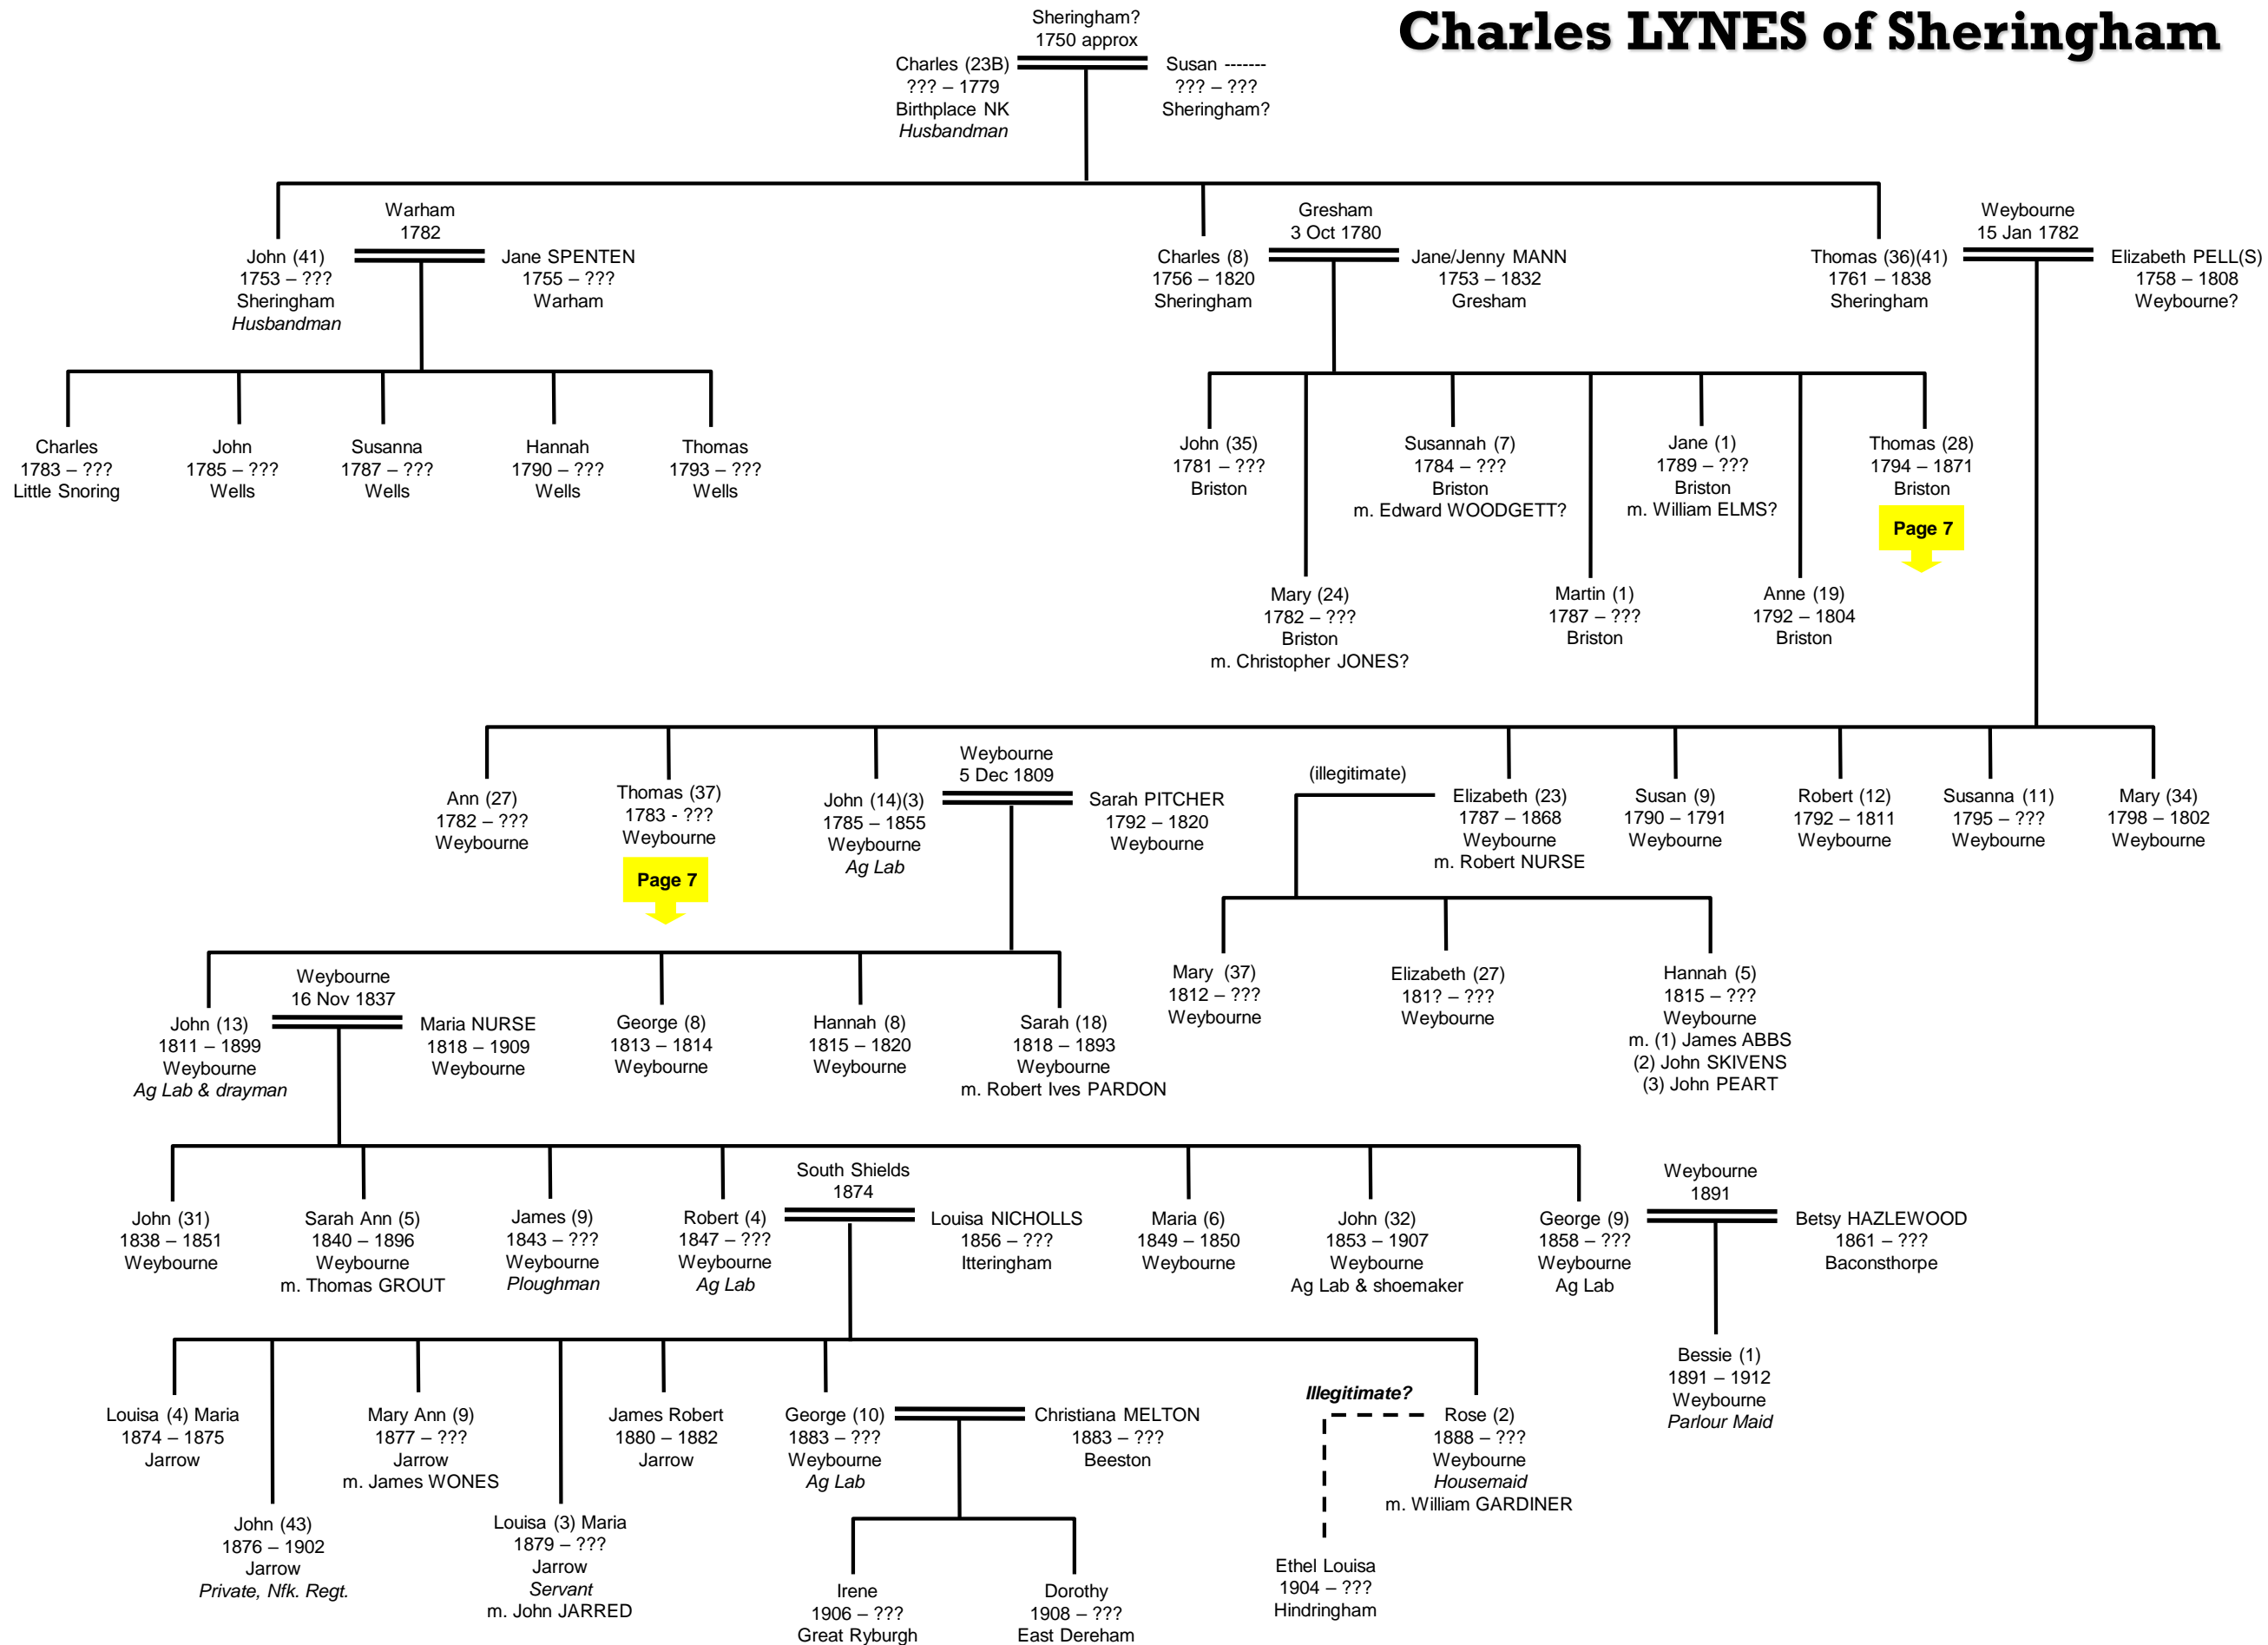 Charles LYNES of Sheringham
Sheringham?
1750 approx
Charles (23B)
??? – 1779
Birthplace NK
Husbandman
Susan -------
??? – ???
Sheringham?
Warham
1782
John (41)
1753 – ???
Sheringham
Husbandman
Jane SPENTEN
1755 – ???
Warham
Gresham
3 Oct 1780
Charles (8)
1756 – 1820
Sheringham
Jane/Jenny MANN
1753 – 1832
Gresham
Weybourne
15 Jan 1782
Thomas (36)(41)
1761 – 1838
Sheringham
Elizabeth PELL(S)
1758 – 1808
Weybourne?
Charles
1783 – ???
Little Snoring
John
1785 – ???
Wells
Susanna
1787 – ???
Wells
Hannah
1790 – ???
Wells
Thomas
1793 – ???
Wells
John (35)
1781 – ???
Briston
Mary (24)
1782 – ???
Briston
m. Christopher JONES?
Susannah (7)
1784 – ???
Briston
m. Edward WOODGETT?
Martin (1)
1787 – ???
Briston
Jane (1)
1789 – ???
Briston
m. William ELMS?
Anne (19)
1792 – 1804
Briston
Thomas (28)
1794 – 1871
Briston
Page 7
Ann (27)
1782 – ???
Weybourne
Thomas (37)
1783 - ???
Weybourne
Page 7
Weybourne
5 Dec 1809
John (14)(3)
1785 – 1855
Weybourne
Ag Lab
Sarah PITCHER
1792 – 1820
Weybourne
(illegitimate)
Elizabeth (23)
1787 – 1868
Weybourne
m. Robert NURSE
Susan (9)
1790 – 1791
Weybourne
Robert (12)
1792 – 1811
Weybourne
Susanna (11)
1795 – ???
Weybourne
Mary (34)
1798 – 1802
Weybourne
Mary (37)
1812 – ???
Weybourne
Elizabeth (27)
181? – ???
Weybourne
Hannah (5)
1815 – ???
Weybourne
m. (1) James ABBS
(2) John SKIVENS
(3) John PEART
Weybourne
16 Nov 1837
John (13)
1811 – 1899
Weybourne
Ag Lab & drayman
Maria NURSE
1818 – 1909
Weybourne
George (8)
1813 – 1814
Weybourne
Hannah (8)
1815 – 1820
Weybourne
Sarah (18)
1818 – 1893
Weybourne
m. Robert Ives PARDON
John (31)
1838 – 1851
Weybourne
Sarah Ann (5)
1840 – 1896
Weybourne
m. Thomas GROUT
James (9)
1843 – ???
Weybourne
Ploughman
South Shields
1874
Robert (4)
1847 – ???
Weybourne
Ag Lab
Louisa NICHOLLS
1856 – ???
Itteringham
Maria (6)
1849 – 1850
Weybourne
John (32)
1853 – 1907
Weybourne
Ag Lab & shoemaker
Weybourne
1891
George (9)
1858 – ???
Weybourne
Ag Lab
Betsy HAZLEWOOD
1861 – ???
Baconsthorpe
Bessie (1)
1891 – 1912
Weybourne
Parlour Maid
Louisa (4) Maria
1874 – 1875
Jarrow
John (43)
1876 – 1902
Jarrow
Private, Nfk. Regt.
Mary Ann (9)
1877 – ???
Jarrow
m. James WONES
Louisa (3) Maria
1879 – ???
Jarrow
Servant
m. John JARRED
James Robert
1880 – 1882
Jarrow
George (10)
1883 – ???
Weybourne
Ag Lab
Christiana MELTON
1883 – ???
Beeston
Illegitimate?
Rose (2)
1888 – ???
Weybourne
Housemaid
m. William GARDINER
Irene
1906 – ???
Great Ryburgh
Dorothy
1908 – ???
East Dereham
Ethel Louisa
1904 – ???
Hindringham